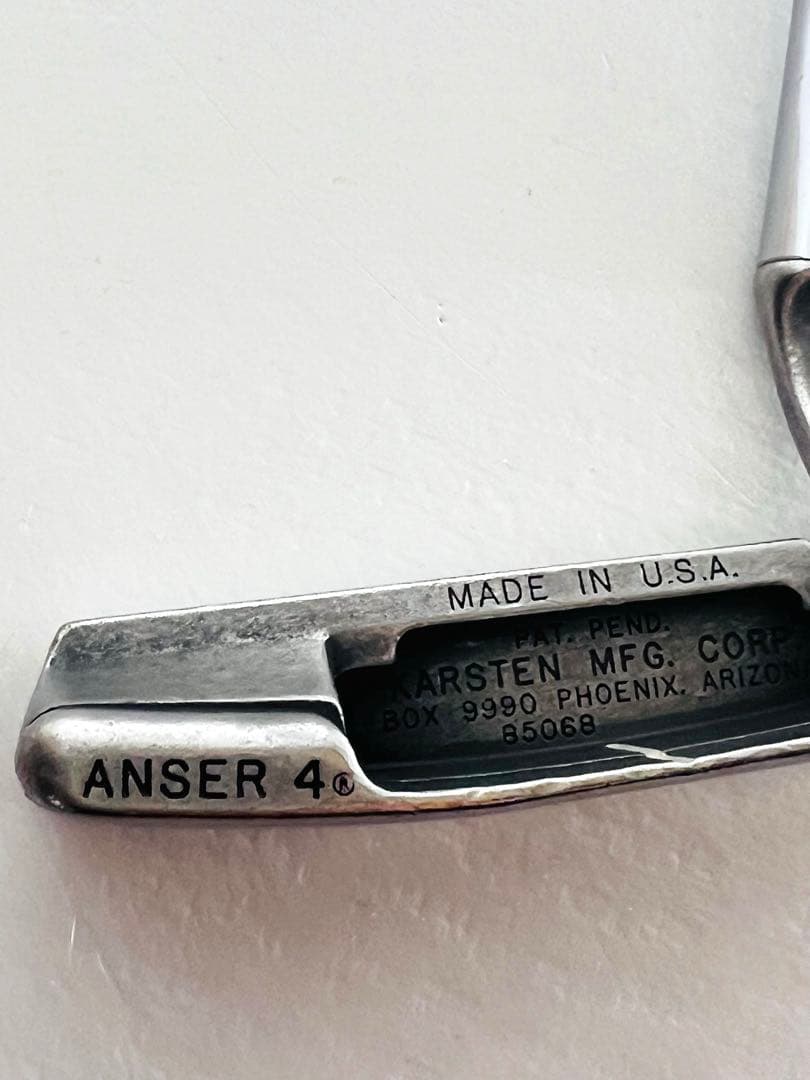 MADE IN U.S.A.
PAT. PEND.
KARSTEN MFG. CORP
BOX 9990 PHOENIX. ARIZON
85068
ANSER 4®